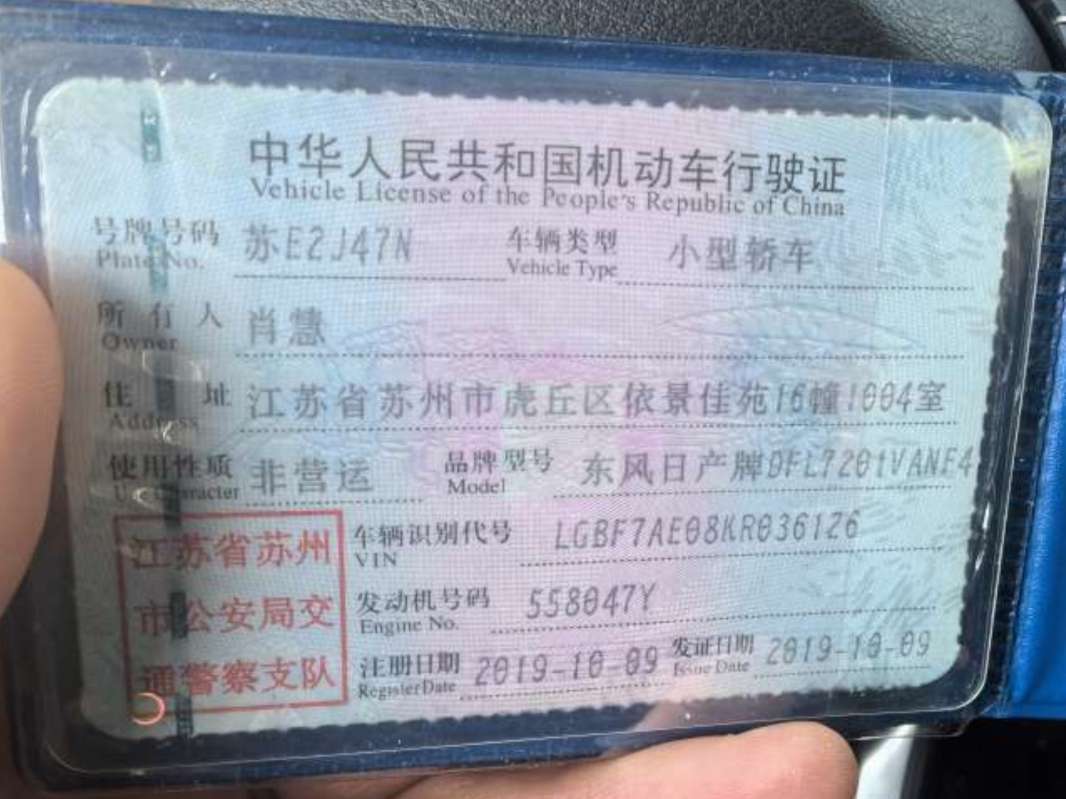 中华人民共和国机动车行驶证
Vehicle License of the People's Republic of China
号牌号码 苏E2J47N 车辆类型 小型轿车
Plate No. Vehicle Type
所有人 肖慧
Owner
住址 江苏省苏州市虎丘区依景佳苑16幢1004室
Address
使用性质 非营运 品牌型号 东风日产牌DFL7201VANE4
Use Character Model
江苏省苏州 车辆识别代号 LGBF7AE08KR036126
VIN
市公安局交 发动机号码 558047Y
Engine No.
通警察支队 注册日期 2019-10-09 发证日期 2019-10-09
Register Date Issue Date